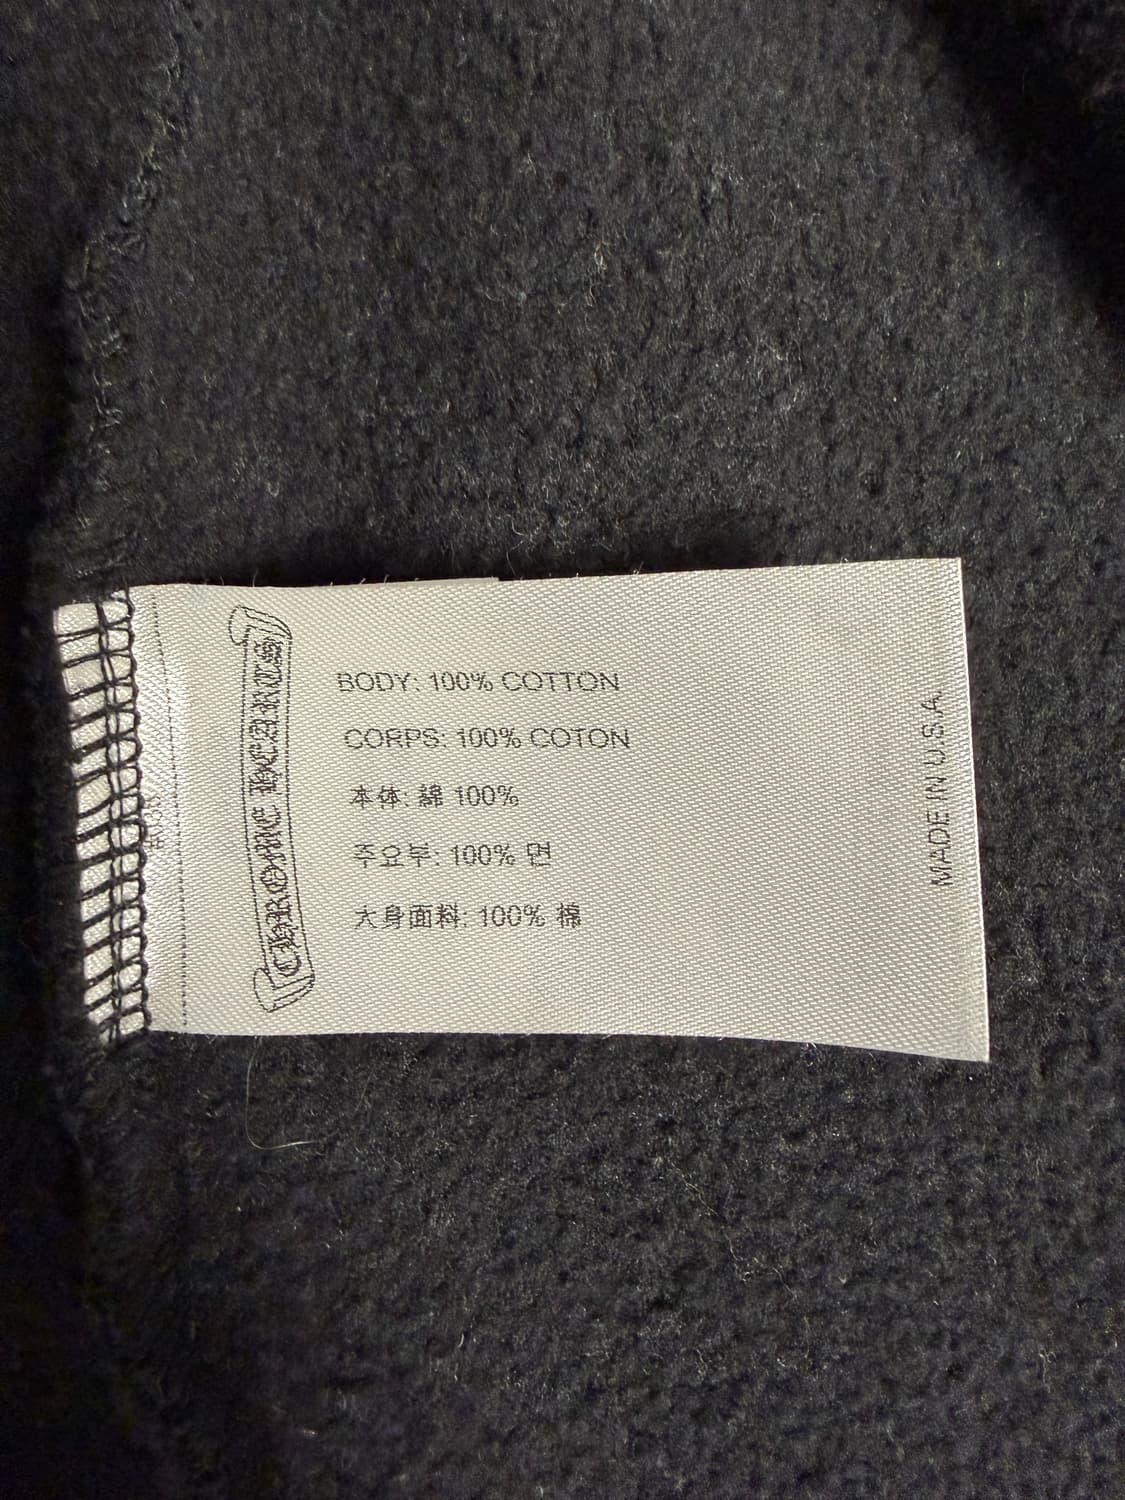 CHROME HEARTS
BODY: 100% COTTON
CORPS: 100% COTON
本体: 綿 100%
주요부: 100% 면
大身面料: 100% 棉
MADE IN U.S.A.